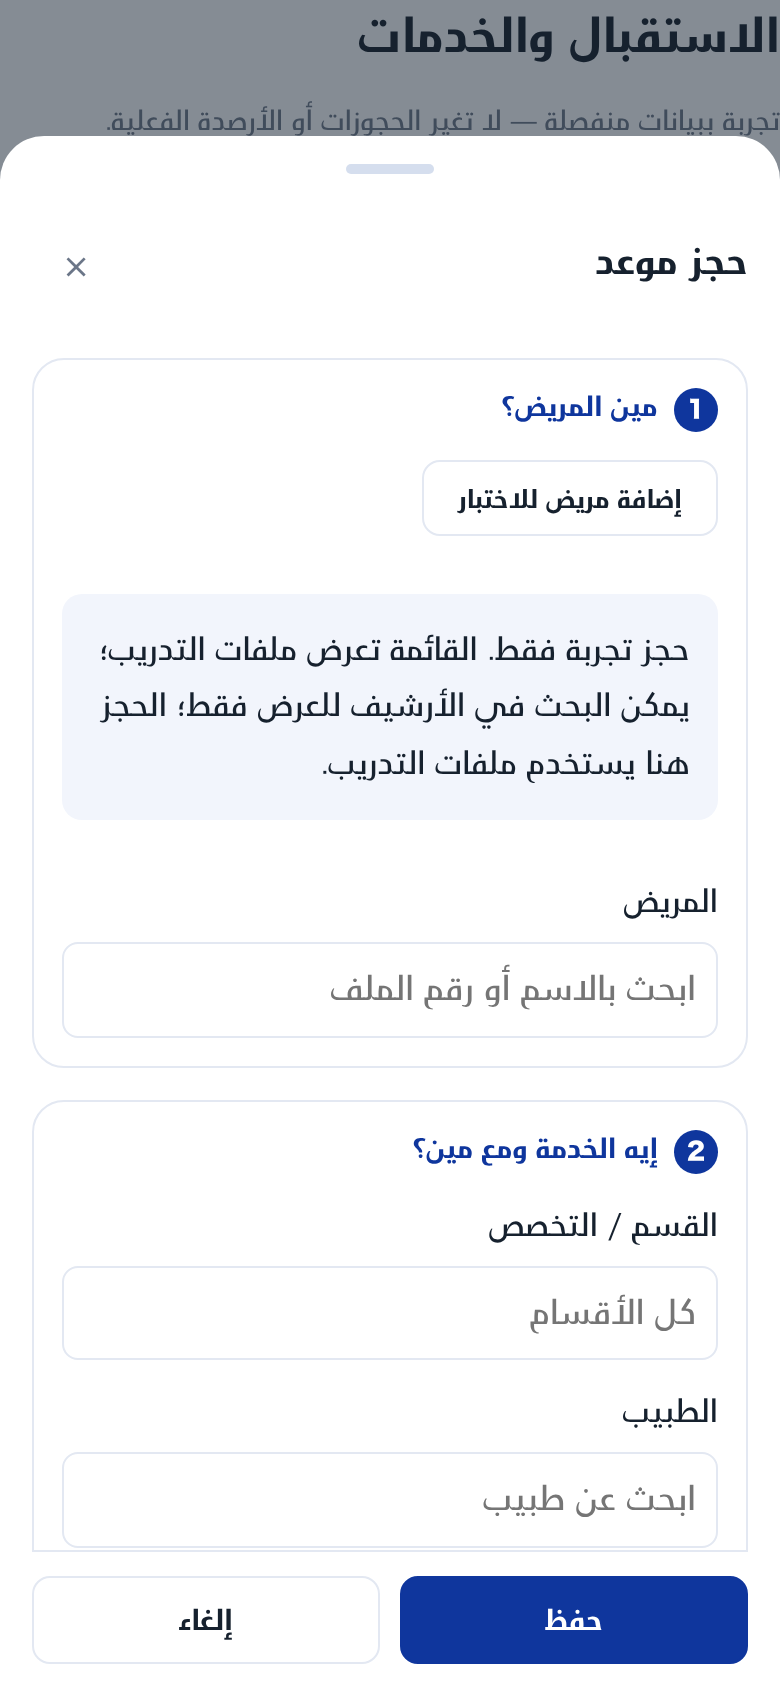 الاستقبال والخدمات
تجربة ببيانات منفصلة — لا تغير الحجوزات أو الأرصدة الفعلية.
حجز موعد
×
1 مين المريض؟
إضافة مريض للاختبار
حجز تجربة فقط. القائمة تعرض ملفات التدريب؛
يمكن البحث في الأرشيف للعرض فقط؛ الحجز
هنا يستخدم ملفات التدريب.
المريض
ابحث بالاسم أو رقم الملف
2 إيه الخدمة ومع مين؟
القسم / التخصص
كل الأقسام
الطبيب
ابحث عن طبيب
حفظ
إلغاء